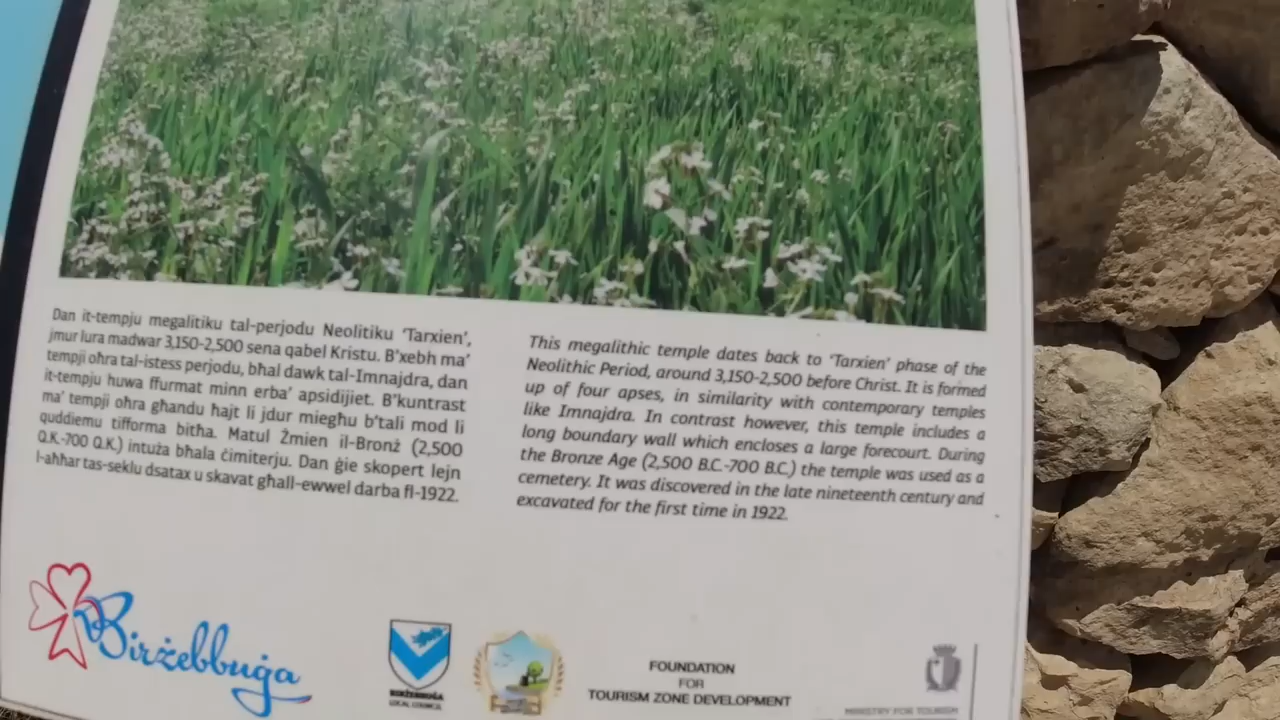 Dan it-tempju megalitiku tal-perjodu Neolitiku ‘Tarxien’,
jmur lura madwar 3,150-2,500 sena qabel Kristu. B’xebh ma’
tempji oħra tal-istess perjodu, bħal dawk tal-Imnajdra, dan
it-tempju huwa ffurmat minn erba’ apsidijiet. B’kuntrast
ma’ tempji oħra għandu ħajt li jdur miegħu b’tali mod li
quddiemu tifforma bitħa. Matul Żmien il-Bronż (2,500
Q.K.-700 Q.K.) intuża bħala ċimiterju. Dan ġie skopert lejn
l-aħħar tas-seklu dsatax u skavat għall-ewwel darba fl-1922.
This megalithic temple dates back to ‘Tarxien’ phase of the
Neolithic Period, around 3,150-2,500 before Christ. It is formed
up of four apses, in similarity with contemporary temples
like Imnajdra. In contrast however, this temple includes a
long boundary wall which encloses a large forecourt. During
the Bronze Age (2,500 B.C.-700 B.C.) the temple was used as a
cemetery. It was discovered in the late nineteenth century and
excavated for the first time in 1922.
Birżebbuġa
BIRŻEBBUĠA
LOCAL COUNCIL
FOUNDATION
FOR
TOURISM ZONE DEVELOPMENT
MINISTRY FOR TOURISM